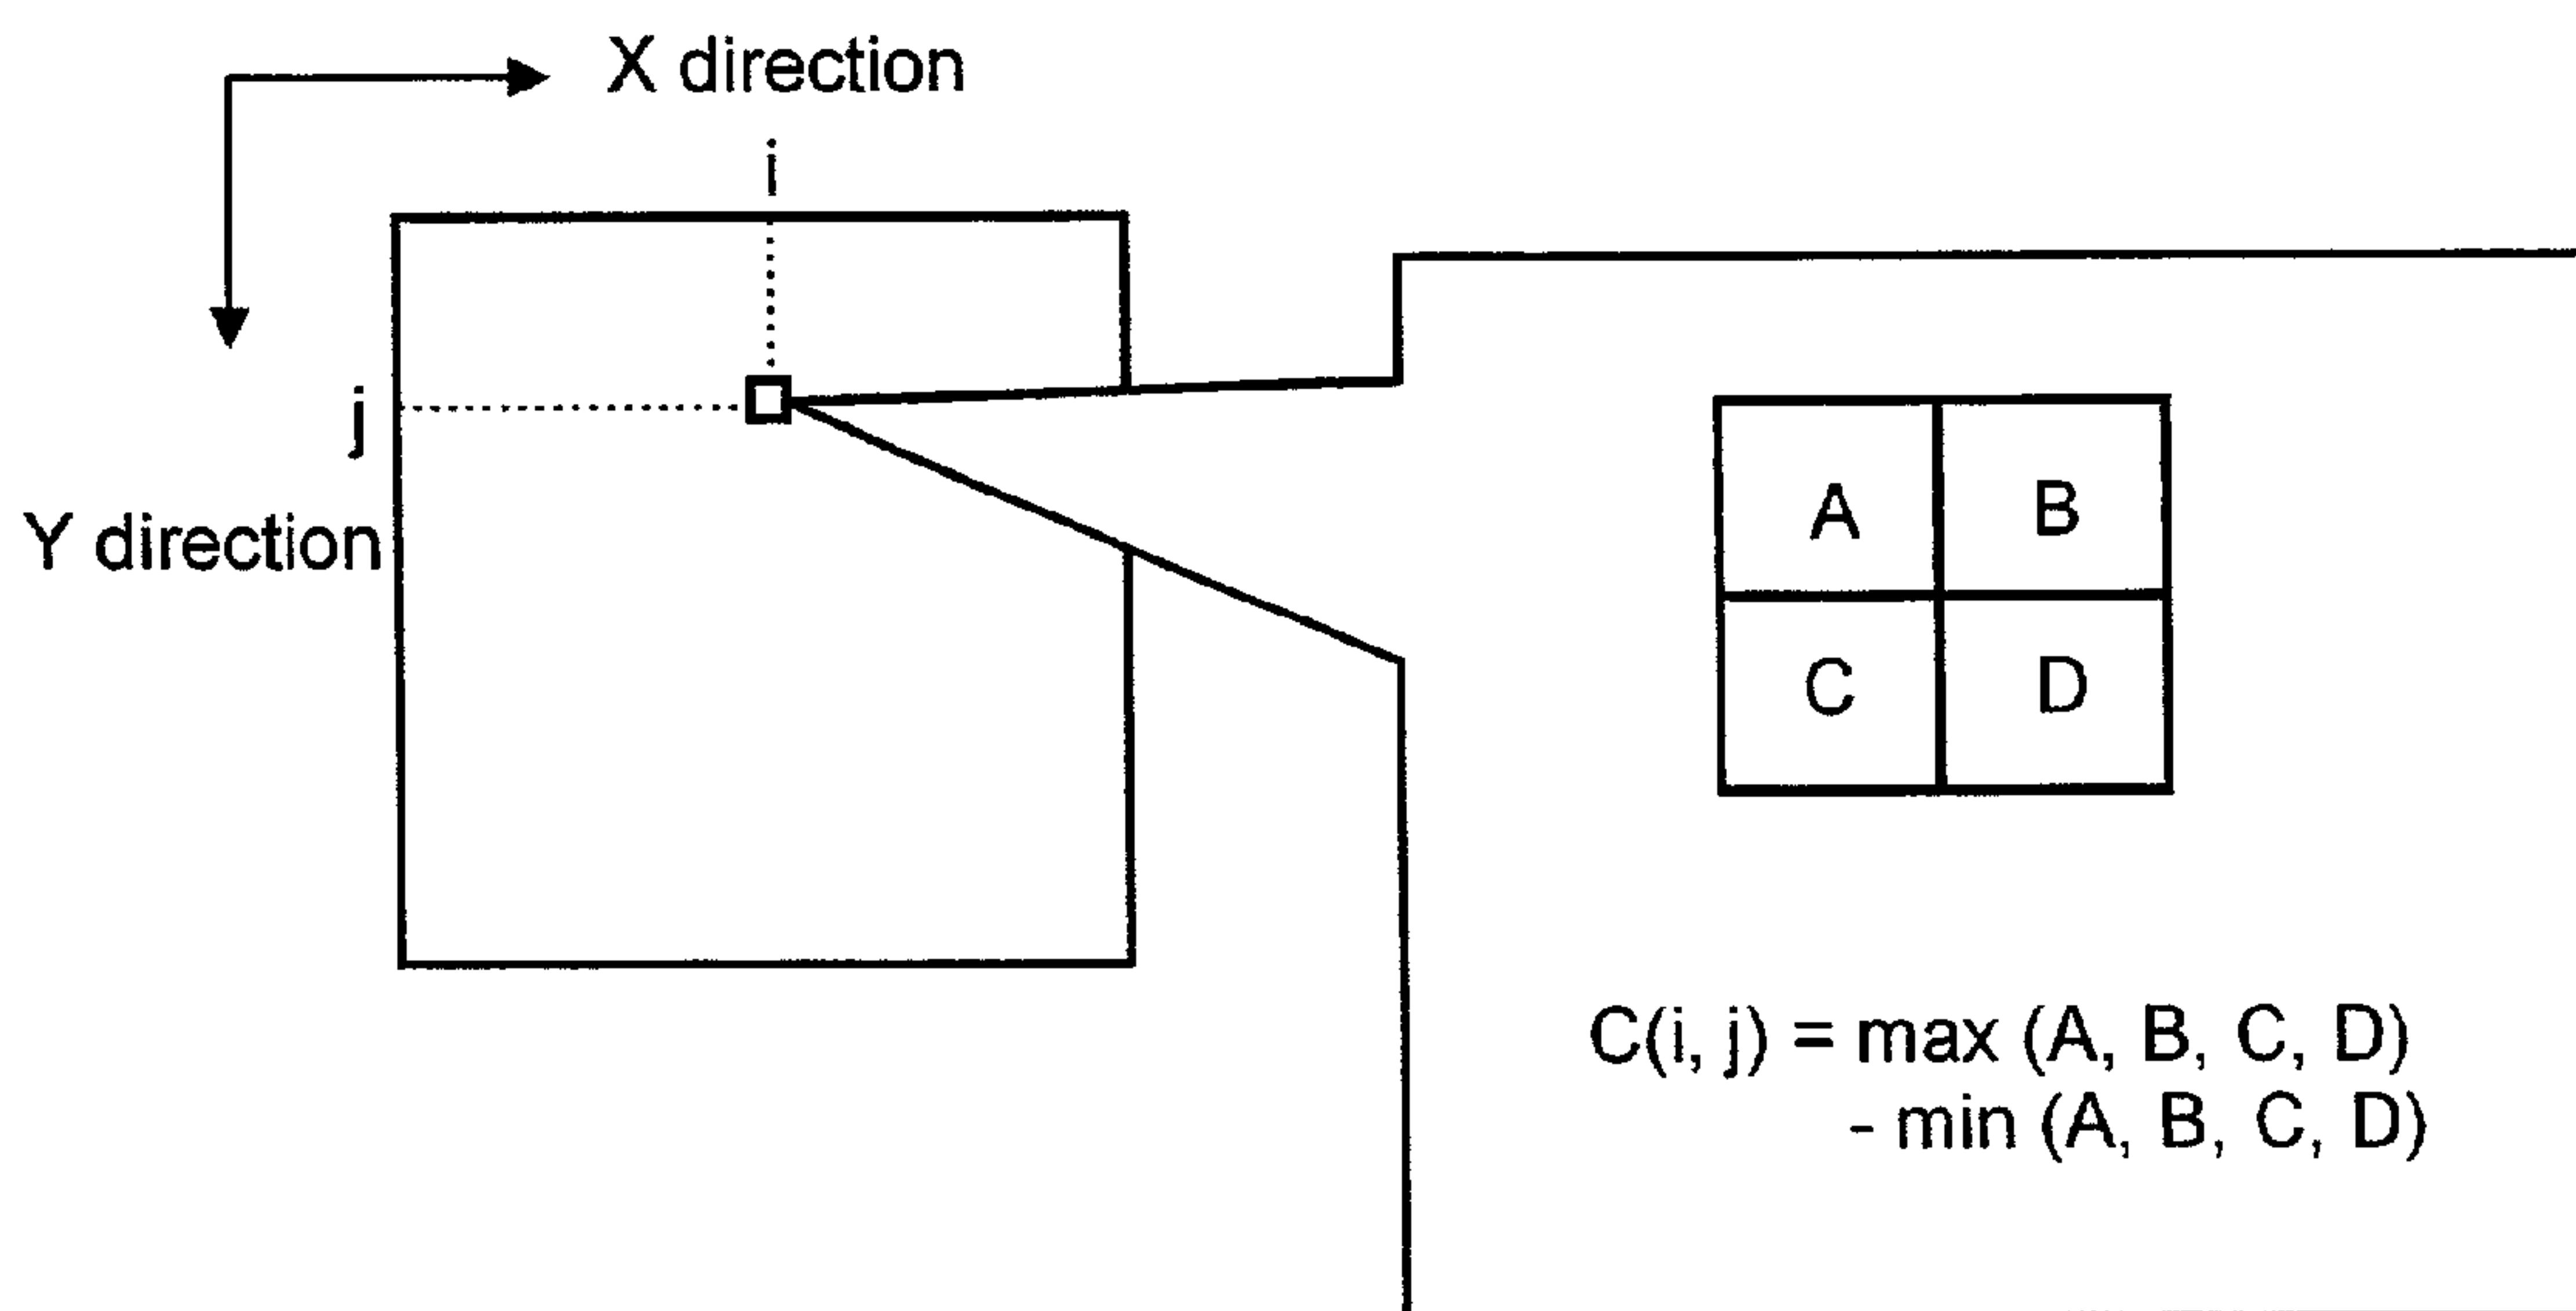 X direction
i
j
Y direction
A
B
C
D
C(i, j) = max (A, B, C, D)
- min (A, B, C, D)